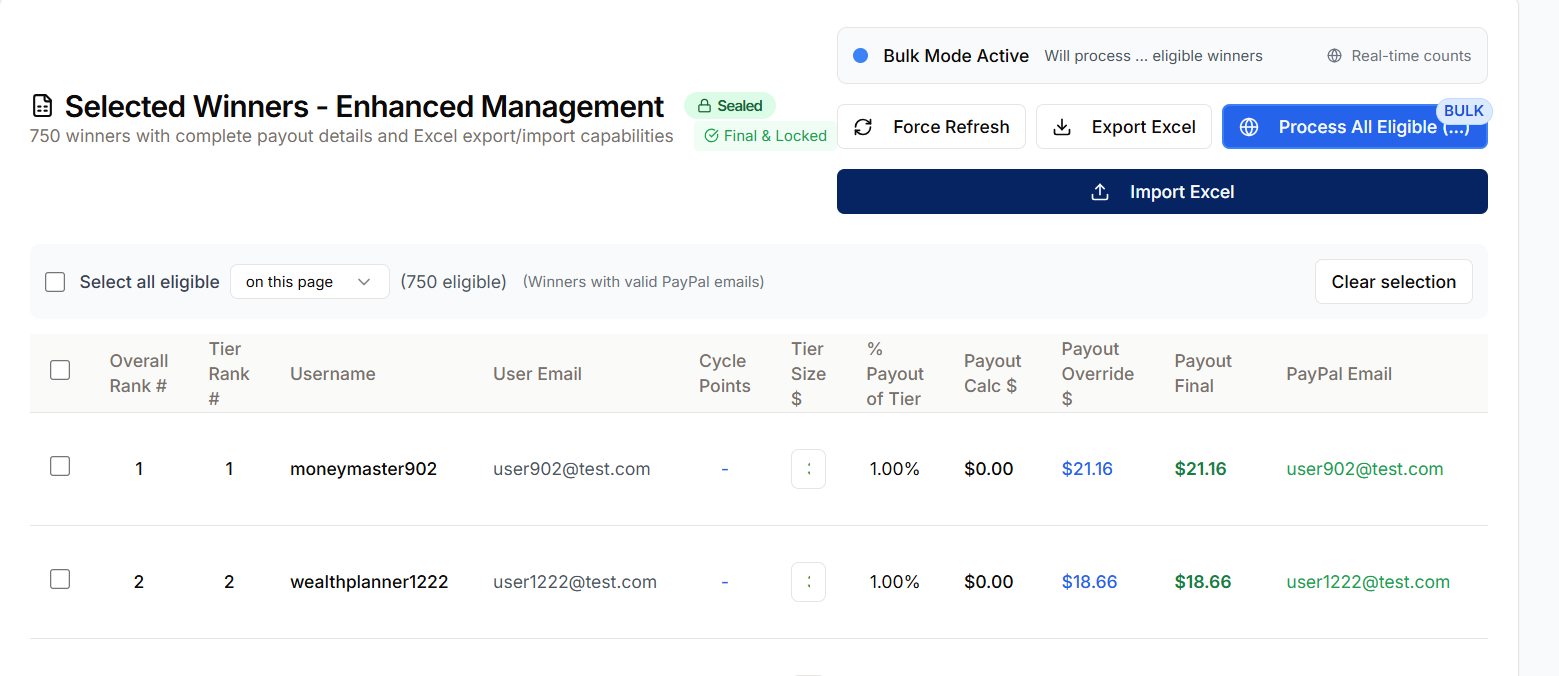 Bulk Mode Active Will process ... eligible winners Real-time counts
Selected Winners - Enhanced Management Sealed
750 winners with complete payout details and Excel export/import capabilities Final & Locked
Force Refresh Export Excel Process All Eligible (...) BULK
Import Excel
Select all eligible on this page (750 eligible) (Winners with valid PayPal emails) Clear selection
Overall Rank # Tier Rank # Username User Email Cycle Points Tier Size $ % Payout of Tier Payout Calc $ Payout Override $ Payout Final PayPal Email
1 1 moneymaster902 user902@test.com - 1.00% $0.00 $21.16 $21.16 user902@test.com
2 2 wealthplanner1222 user1222@test.com - 1.00% $0.00 $18.66 $18.66 user1222@test.com